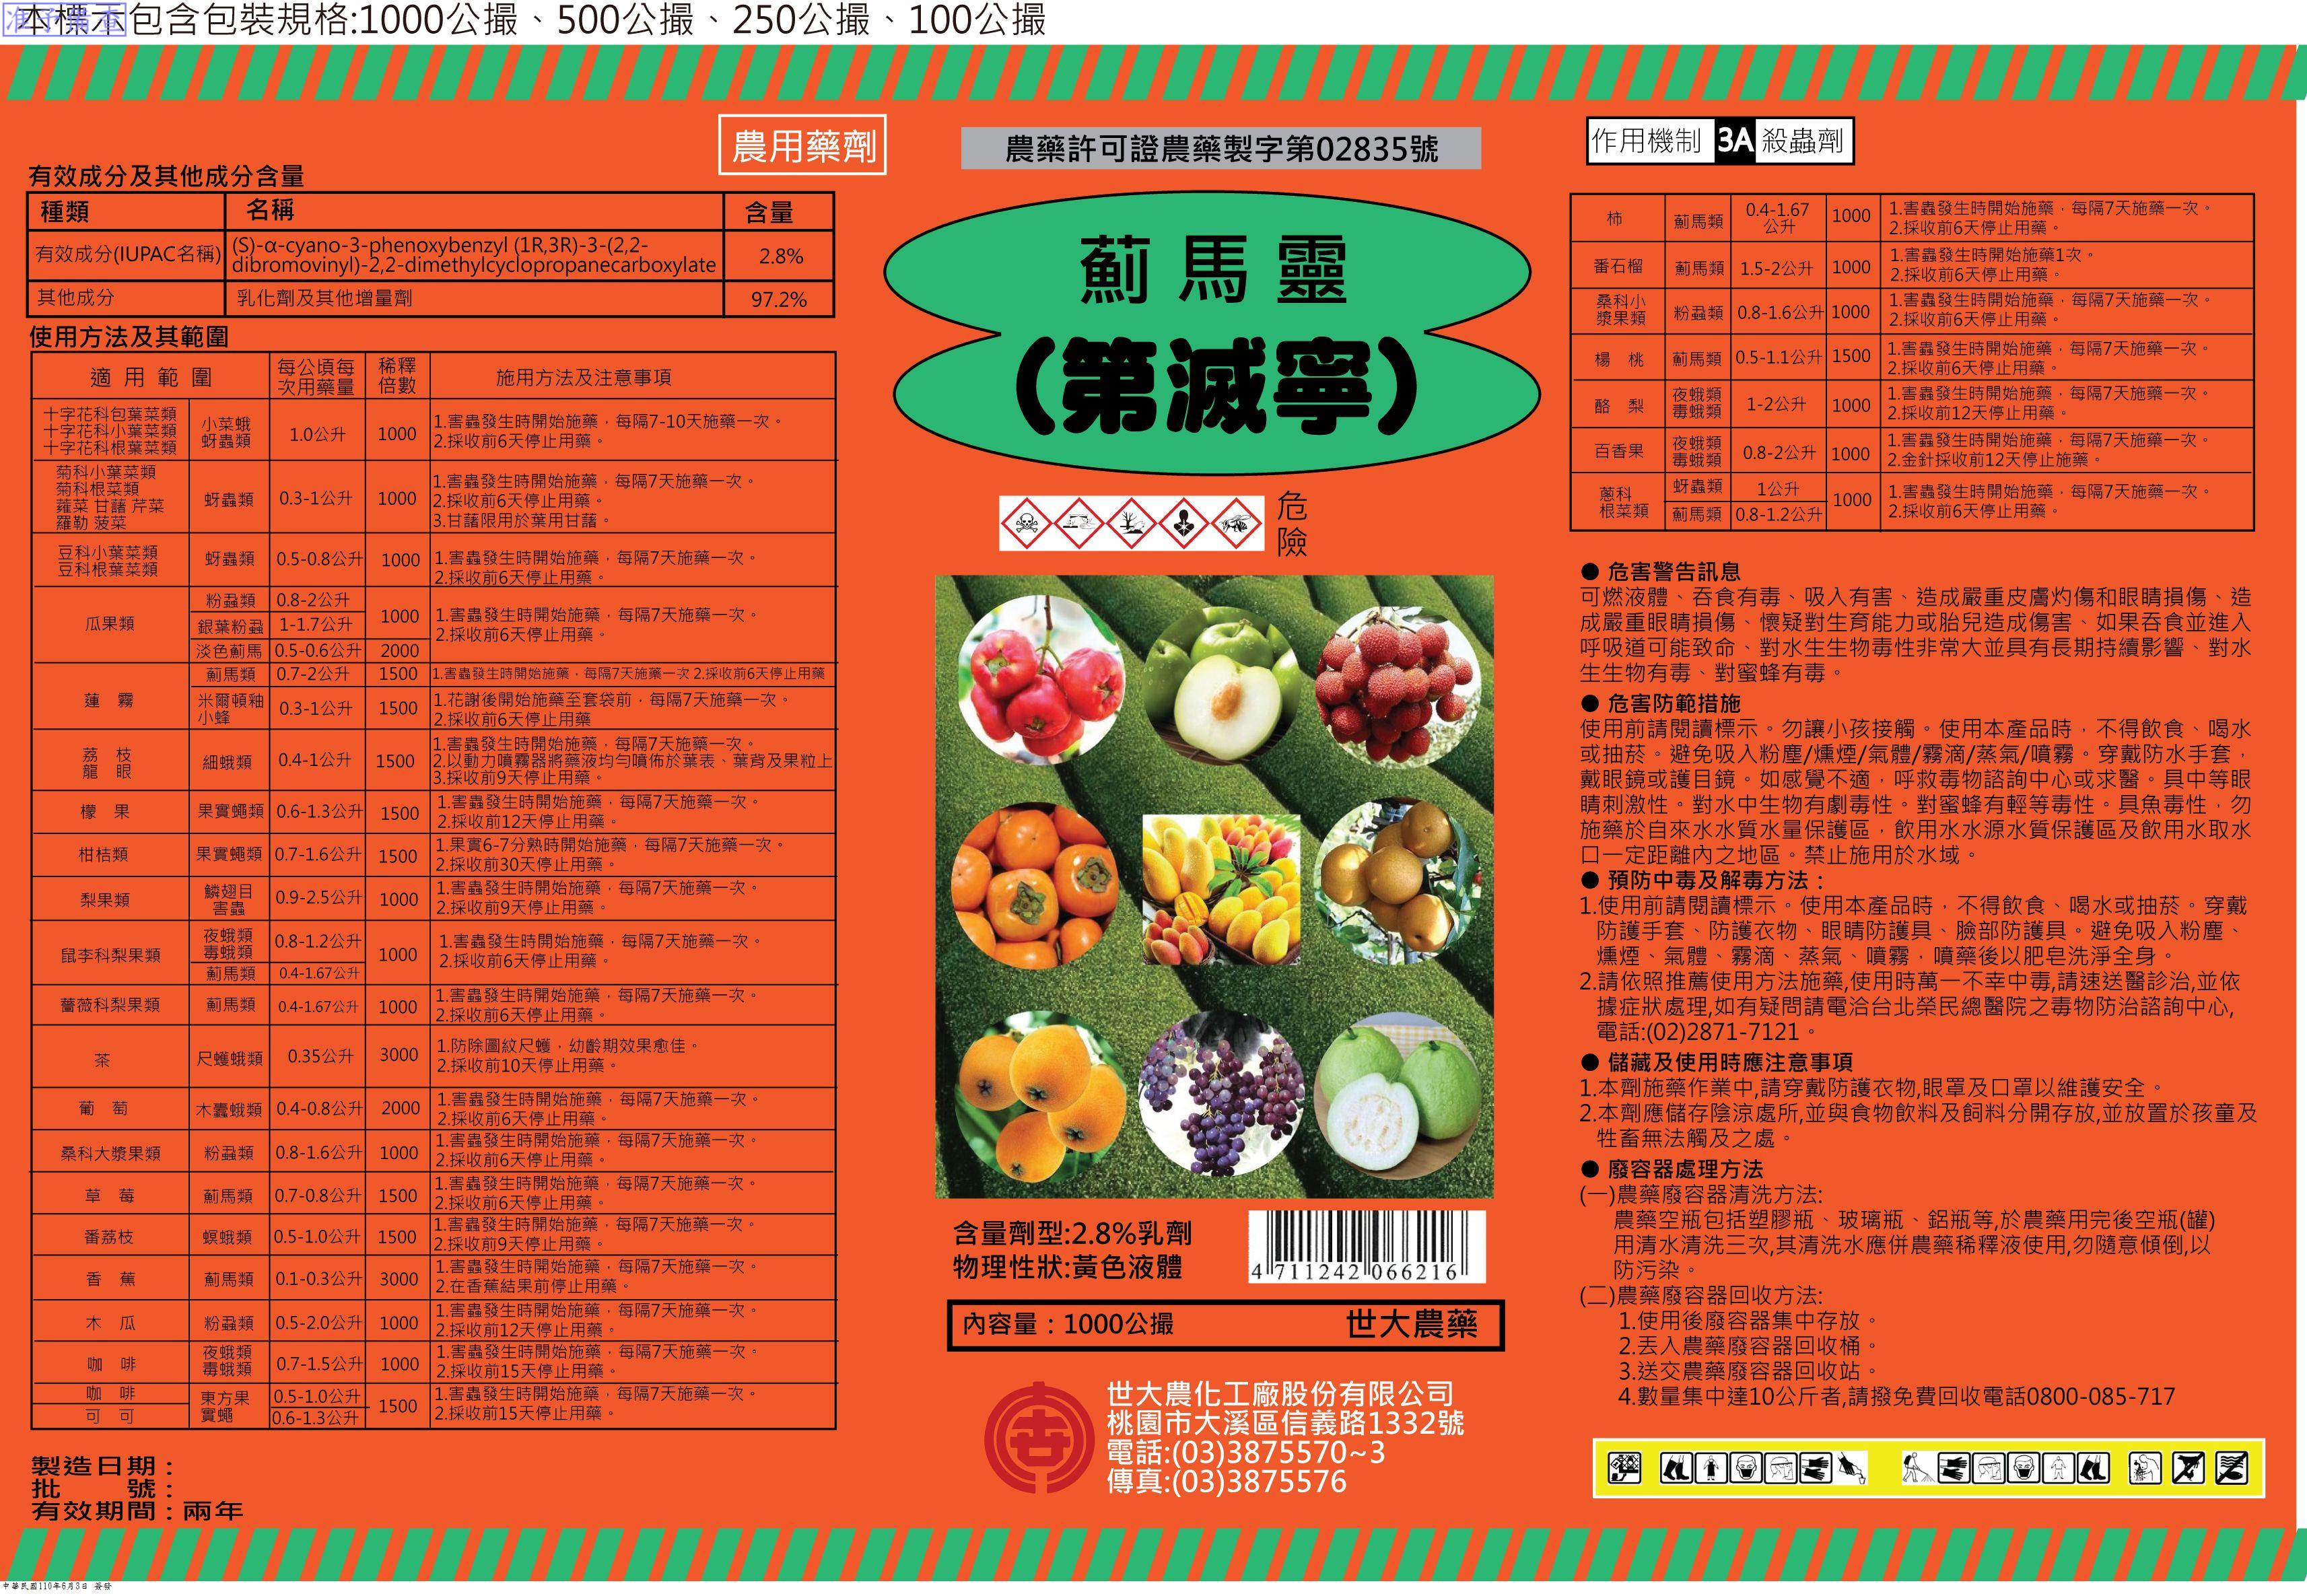 本標示包含包裝規格:1000公撮、500公撮、250公撮、100公撮
准予備查
農用藥劑
有效成分及其他成分含量
種類 名稱 含量
有效成分(IUPAC名稱) (S)-α-cyano-3-phenoxybenzyl (1R,3R)-3-(2,2-
dibromovinyl)-2,2-dimethylcyclopropanecarboxylate 2.8%
其他成分 乳化劑及其他增量劑 97.2%
使用方法及其範圍
適用範圍 每公頃每次用藥量 稀釋倍數 施用方法及注意事項
十字花科包葉菜類
十字花科小葉菜類
十字花科根葉菜類
小菜蛾
蚜蟲類
1.0公升 1000
1.害蟲發生時開始施藥，每隔7-10天施藥一次。
2.採收前6天停止用藥。
菊科小葉菜類
菊科根菜類
蕹菜 甘藷 芹菜
羅勒 菠菜
蚜蟲類 0.3-1公升 1000
1.害蟲發生時開始施藥，每隔7天施藥一次。
2.採收前6天停止用藥。
3.甘藷限用於葉用甘藷。
豆科小葉菜類
豆科根葉菜類
蚜蟲類 0.5-0.8公升 1000
1.害蟲發生時開始施藥，每隔7天施藥一次。
2.採收前6天停止用藥。
瓜果類
粉蝨類 0.8-2公升
銀葉粉蝨 1-1.7公升
1000
淡色薊馬 0.5-0.6公升 2000
1.害蟲發生時開始施藥，每隔7天施藥一次。
2.採收前6天停止用藥。
蓮霧
薊馬類 0.7-2公升 1500 1.害蟲發生時開始施藥，每隔7天施藥一次 2.採收前6天停止用藥
米爾頓釉
小蜂
0.3-1公升 1500
1.花謝後開始施藥至套袋前，每隔7天施藥一次。
2.採收前6天停止用藥
荔枝
龍眼
細蛾類 0.4-1公升 1500
1.害蟲發生時開始施藥，每隔7天施藥一次。
2.以動力噴霧器將藥液均勻噴佈於葉表、葉背及果粒上
3.採收前9天停止用藥。
檬果 果實蠅類 0.6-1.3公升 1500
1.害蟲發生時開始施藥，每隔7天施藥一次。
2.採收前12天停止用藥。
柑桔類 果實蠅類 0.7-1.6公升 1500
1.果實6-7分熟時開始施藥，每隔7天施藥一次。
2.採收前30天停止用藥。
梨果類
鱗翅目
害蟲
0.9-2.5公升 1000
1.害蟲發生時開始施藥，每隔7天施藥一次。
2.採收前9天停止用藥。
鼠李科梨果類
夜蛾類
毒蛾類
0.8-1.2公升
薊馬類 0.4-1.67公升
1000
1.害蟲發生時開始施藥，每隔7天施藥一次。
2.採收前6天停止用藥。
薔薇科梨果類 薊馬類 0.4-1.67公升 1000
1.害蟲發生時開始施藥，每隔7天施藥一次。
2.採收前6天停止用藥。
茶 尺蠖蛾類 0.35公升 3000
1.防除圖紋尺蠖，幼齡期效果愈佳。
2.採收前10天停止用藥。
葡萄 木蠹蛾類 0.4-0.8公升 2000
1.害蟲發生時開始施藥，每隔7天施藥一次。
2.採收前6天停止用藥。
桑科大漿果類 粉蝨類 0.8-1.6公升 1000
1.害蟲發生時開始施藥，每隔7天施藥一次。
2.採收前6天停止用藥。
草莓 薊馬類 0.7-0.8公升 1500
1.害蟲發生時開始施藥，每隔7天施藥一次。
2.採收前6天停止用藥。
番荔枝 螟蛾類 0.5-1.0公升 1500
1.害蟲發生時開始施藥，每隔7天施藥一次。
2.採收前9天停止用藥。
香蕉 薊馬類 0.1-0.3公升 3000
1.害蟲發生時開始施藥，每隔7天施藥一次。
2.在香蕉結果前停止用藥。
木瓜 粉蝨類 0.5-2.0公升 1000
1.害蟲發生時開始施藥，每隔7天施藥一次。
2.採收前12天停止用藥。
咖啡
夜蛾類
毒蛾類
0.7-1.5公升 1000
1.害蟲發生時開始施藥，每隔7天施藥一次。
2.採收前15天停止用藥。
咖啡
可可
東方果
實蠅
0.5-1.0公升
0.6-1.3公升
1500
1.害蟲發生時開始施藥，每隔7天施藥一次。
2.採收前15天停止用藥。
製造日期：
批號：
有效期間：兩年
農藥許可證農藥製字第02835號
薊馬靈
(第滅寧)
危險
含量劑型:2.8%乳劑
物理性狀:黃色液體
4 711242 066216
內容量：1000公撮 世大農藥
世大農化工廠股份有限公司
桃園市大溪區信義路1332號
電話:(03)3875570~3
傳真:(03)3875576
作用機制 3A 殺蟲劑
柿 薊馬類 0.4-1.67公升 1000
1.害蟲發生時開始施藥，每隔7天施藥一次。
2.採收前6天停止用藥。
番石榴 薊馬類 1.5-2公升 1000
1.害蟲發生時施藥1次。
2.採收前6天停止用藥。
桑科小
漿果類
粉蝨類 0.8-1.6公升 1000
1.害蟲發生時開始施藥，每隔7天施藥一次。
2.採收前6天停止用藥。
楊桃 薊馬類 0.5-1.1公升 1500
1.害蟲發生時開始施藥，每隔7天施藥一次。
2.採收前6天停止用藥。
酪梨
夜蛾類
毒蛾類
1-2公升 1000
1.害蟲發生時開始施藥，每隔7天施藥一次。
2.採收前12天停止用藥。
百香果
夜蛾類
毒蛾類
0.8-2公升 1000
1.害蟲發生時開始施藥，每隔7天施藥一次。
2.金針採收前12天停止施藥。
蔥科
根菜類
蚜蟲類 1公升
薊馬類 0.8-1.2公升
1000
1.害蟲發生時開始施藥，每隔7天施藥一次。
2.採收前6天停止用藥。
● 危害警告訊息
可燃液體、吞食有毒、吸入有害、造成嚴重皮膚灼傷和眼睛損傷、造
成嚴重眼睛損傷、懷疑對生育能力或胎兒造成傷害、如果吞食並進入
呼吸道可能致命、對水生生物毒性非常大並具有長期持續影響、對水
生生物有毒、對蜜蜂有毒。
● 危害防範措施
使用前請閱讀標示。勿讓小孩接觸。使用本產品時，不得飲食、喝水
或抽菸。避免吸入粉塵/燻煙/氣體/霧滴/蒸氣/噴霧。穿戴防水手套，
戴眼鏡或護目鏡。如感覺不適，呼救毒物諮詢中心或求醫。具中等眼
睛刺激性。對水中生物有劇毒性。對蜜蜂有輕等毒性。具魚毒性，勿
施藥於自來水水質水量保護區，飲用水水源水質保護區及飲用水取水
口一定距離內之地區。禁止施用於水域。
● 預防中毒及解毒方法：
1.使用前請閱讀標示。使用本產品時，不得飲食、喝水或抽菸。穿戴
防護手套、防護衣物、眼睛防護具、臉部防護具。避免吸入粉塵、
燻煙、氣體、霧滴、蒸氣、噴霧，噴藥後以肥皂洗淨全身。
2.請依照推薦使用方法施藥,使用時萬一不幸中毒,請速送醫診治,並依
據症狀處理,如有疑問請電洽台北榮民總醫院之毒物防治諮詢中心,
電話:(02)2871-7121。
● 儲藏及使用時應注意事項
1.本劑施藥作業中,請穿戴防護衣物,眼罩及口罩以維護安全。
2.本劑應儲存陰涼處所,並與食物飲料及飼料分開存放,並放置於孩童及
牲畜無法觸及之處。
● 廢容器處理方法
(一)農藥廢容器清洗方法:
農藥空瓶包括塑膠瓶、玻璃瓶、鋁瓶等,於農藥用完後空瓶(罐)
用清水清洗三次,其清洗水應併農藥稀釋液使用,勿隨意傾倒,以
防污染。
(二)農藥廢容器回收方法:
1.使用後廢容器集中存放。
2.丟入農藥廢容器回收桶。
3.送交農藥廢容器回收站。
4.數量集中達10公斤者,請撥免費回收電話0800-085-717
中華民國110年6月3日 簽發